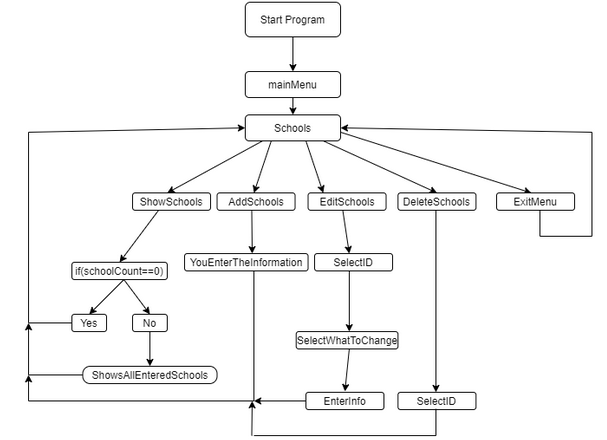 Start Program
mainMenu
Schools
ShowSchools
AddSchools
EditSchools
DeleteSchools
ExitMenu
if(schoolCount==0)
YouEnterTheInformation
SelectID
Yes
No
SelectWhatToChange
ShowsAllEnteredSchools
EnterInfo
SelectID